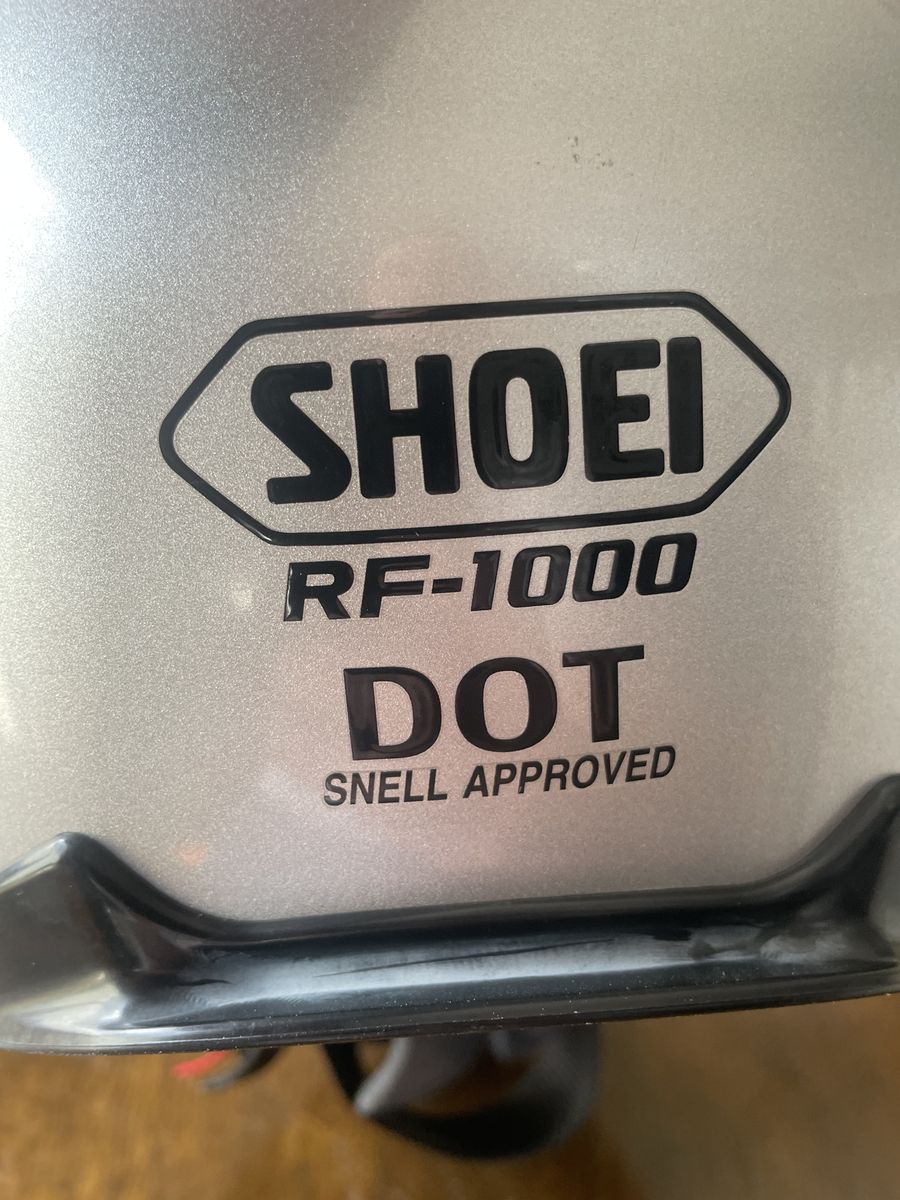 SHOEI
RF-1000
DOT
SNELL APPROVED